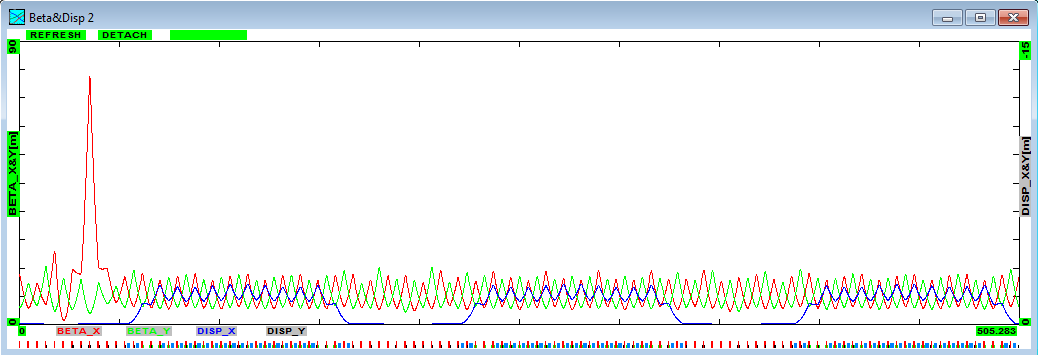 Beta&Disp 2
REFRESH DETACH
90 -15
BETA_X&Y[m] DISP_X&Y[m]
0 0
0 BETA_X BETA_Y DISP_X DISP_Y 505.283